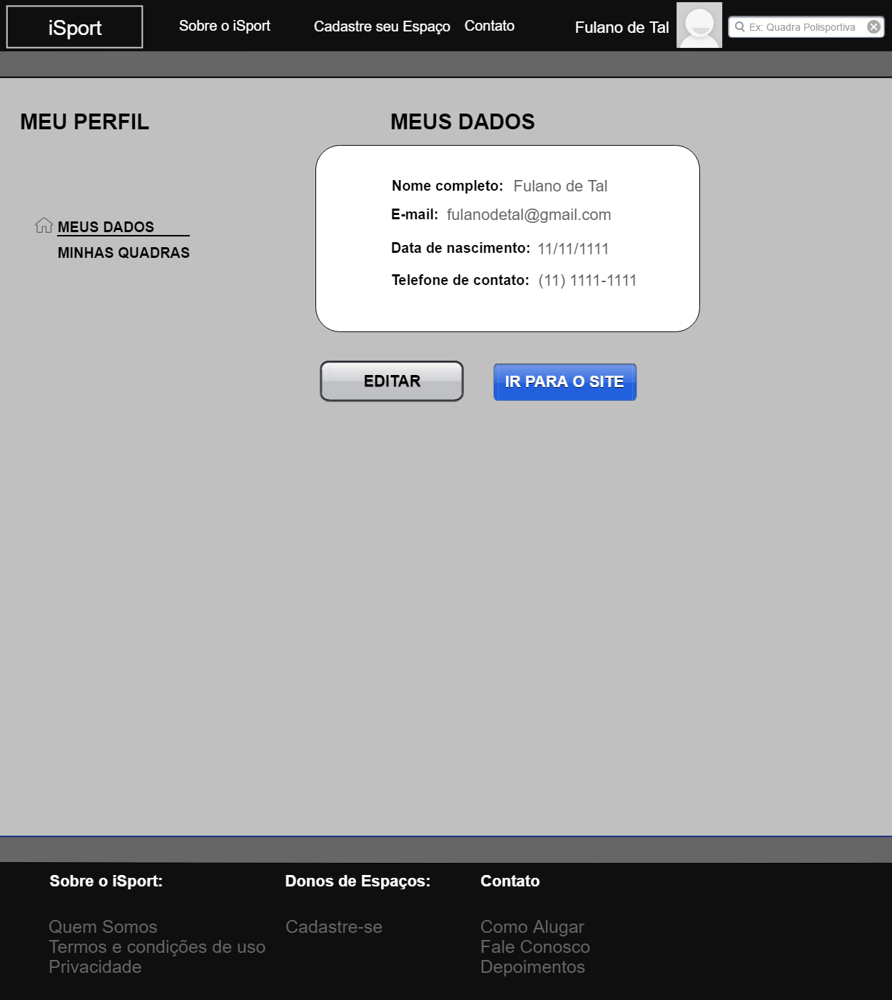 iSport
Sobre o iSport
Cadastre seu Espaço
Contato
Fulano de Tal
Ex: Quadra Polisportiva
MEU PERFIL
MEUS DADOS
MINHAS QUADRAS
MEUS DADOS
Nome completo: Fulano de Tal
E-mail: fulanodetal@gmail.com
Data de nascimento: 11/11/1111
Telefone de contato: (11) 1111-1111
EDITAR
IR PARA O SITE
Sobre o iSport:
Quem Somos
Termos e condições de uso
Privacidade
Donos de Espaços:
Cadastre-se
Contato
Como Alugar
Fale Conosco
Depoimentos